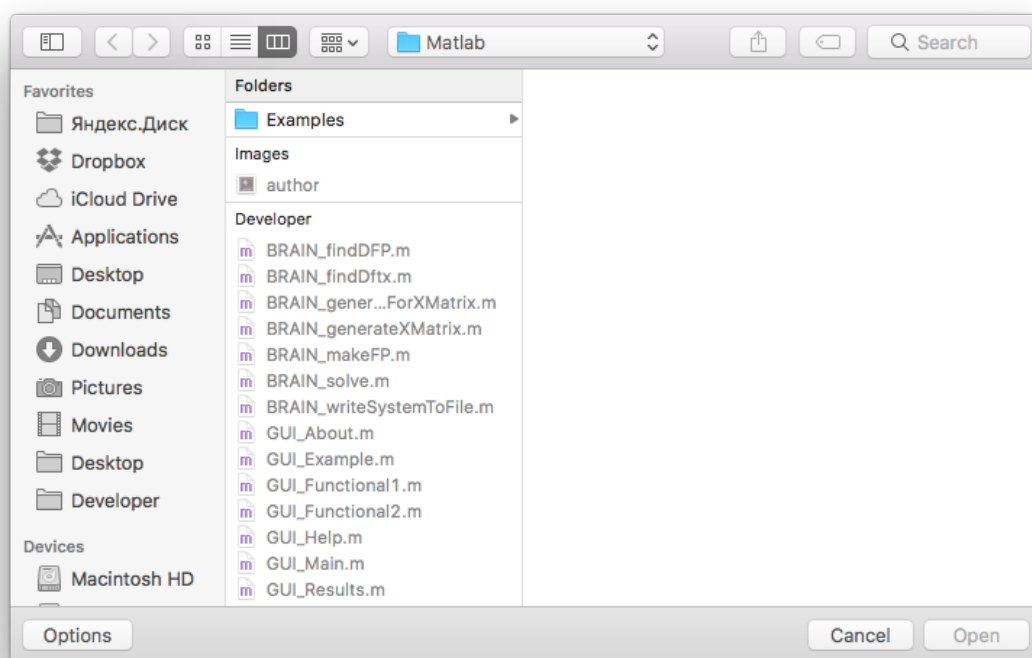 Matlab
Search
Favorites
Яндекс.Диск
Dropbox
iCloud Drive
Applications
Desktop
Documents
Downloads
Pictures
Movies
Desktop
Developer
Devices
Macintosh HD
Folders
Examples
Images
author
Developer
BRAIN_findDFP.m
BRAIN_findDftx.m
BRAIN_gener...ForXMatrix.m
BRAIN_generateXMatrix.m
BRAIN_makeFP.m
BRAIN_solve.m
BRAIN_writeSystemToFile.m
GUI_About.m
GUI_Example.m
GUI_Functional1.m
GUI_Functional2.m
GUI_Help.m
GUI_Main.m
GUI_Results.m
Options
Cancel
Open